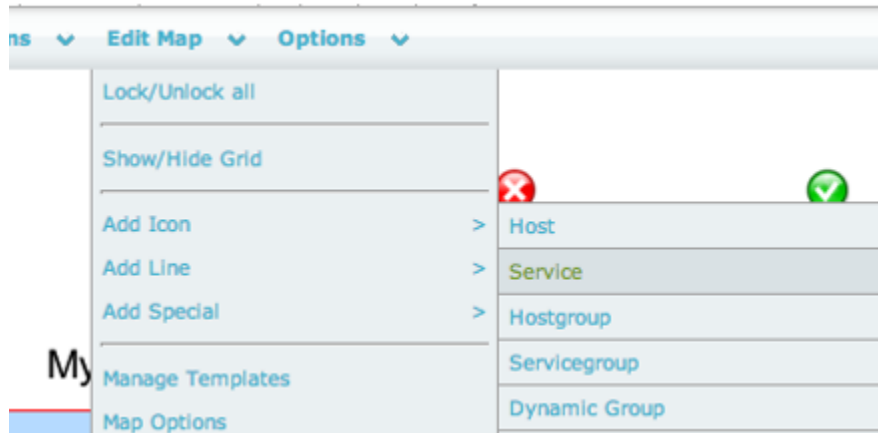 ns Edit Map Options
Lock/Unlock all
Show/Hide Grid
Add Icon >
Add Line >
Add Special >
Manage Templates
Map Options
Host
Service
Hostgroup
Servicegroup
Dynamic Group
My